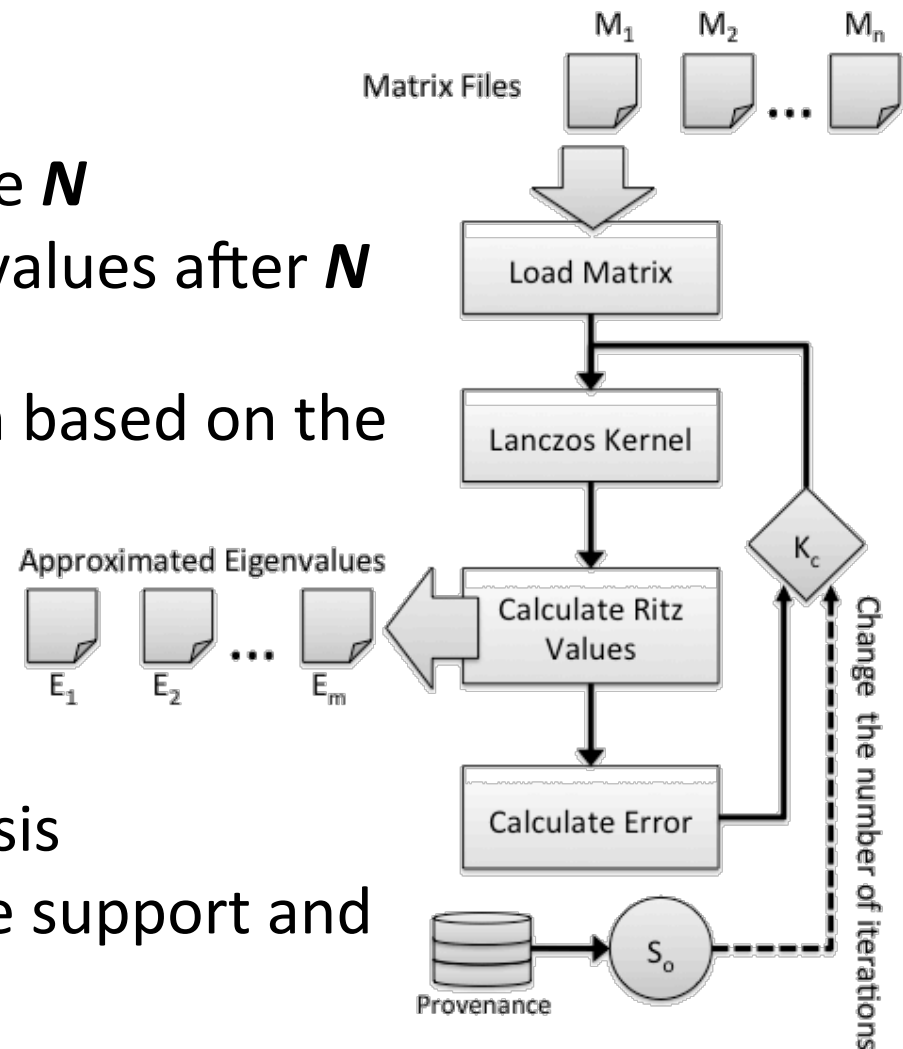 M1 M2 Mn
Matrix Files
...
N
values after N
based on the
Load Matrix
Lanczos Kernel
Kc
Approximated Eigenvalues
...
E1 E2 Em
Calculate Ritz
Values
Change the number of iterations
Calculate Error
support and
So
Provenance